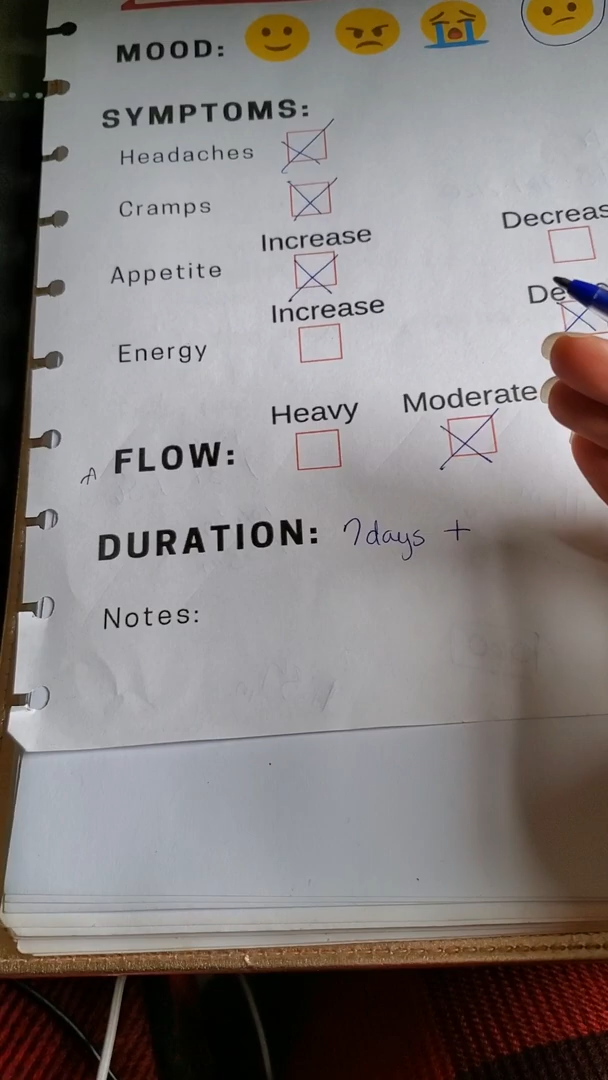 MOOD:
SYMPTOMS:
Headaches
Cramps
Increase Decreas
Appetite
Increase De
Energy
Heavy Moderate
A FLOW:
DURATION: 7days +
Notes: